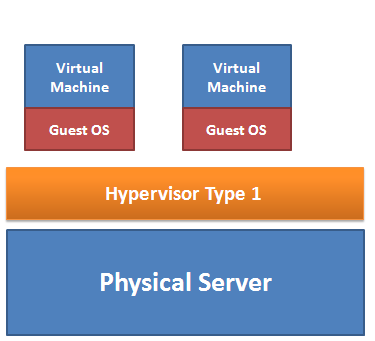 Virtual
Machine
Guest OS
Virtual
Machine
Guest OS
Hypervisor Type 1
Physical Server